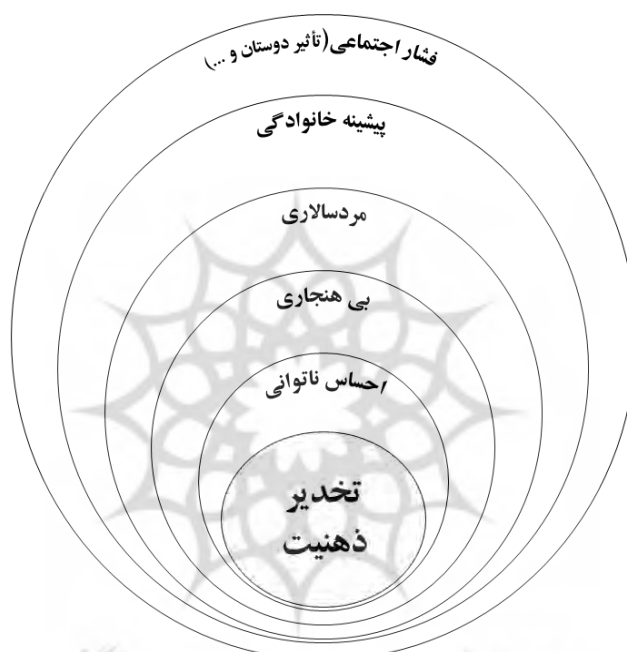 فشار اجتماعی(تأثیر دوستان و ...)
پیشینه خانوادگی
مردسالاری
بی هنجاری
احساس ناتوانی
تخدیر
ذهنیت